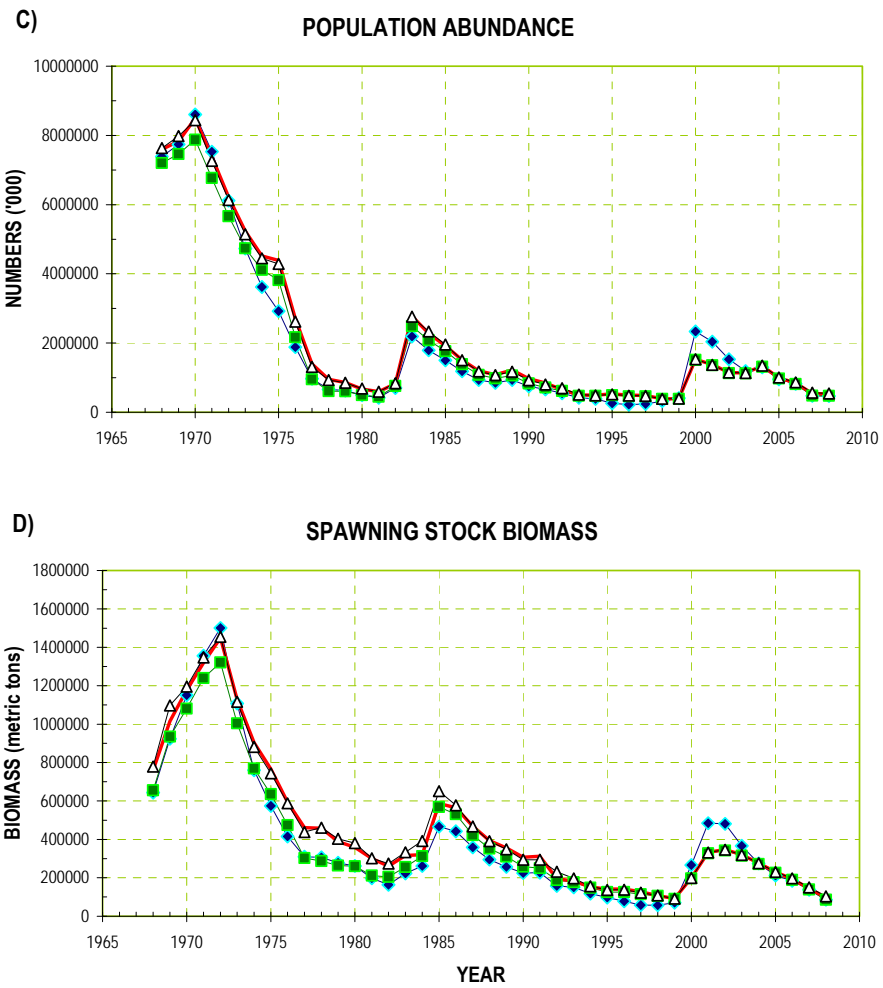 C)
POPULATION ABUNDANCE
10000000
8000000
6000000
4000000
2000000
0
NUMBERS ('000)
1965 1970 1975 1980 1985 1990 1995 2000 2005 2010
D)
SPAWNING STOCK BIOMASS
1800000
1600000
1400000
1200000
1000000
800000
600000
400000
200000
0
BIOMASS (metric tons)
1965 1970 1975 1980 1985 1990 1995 2000 2005 2010
YEAR